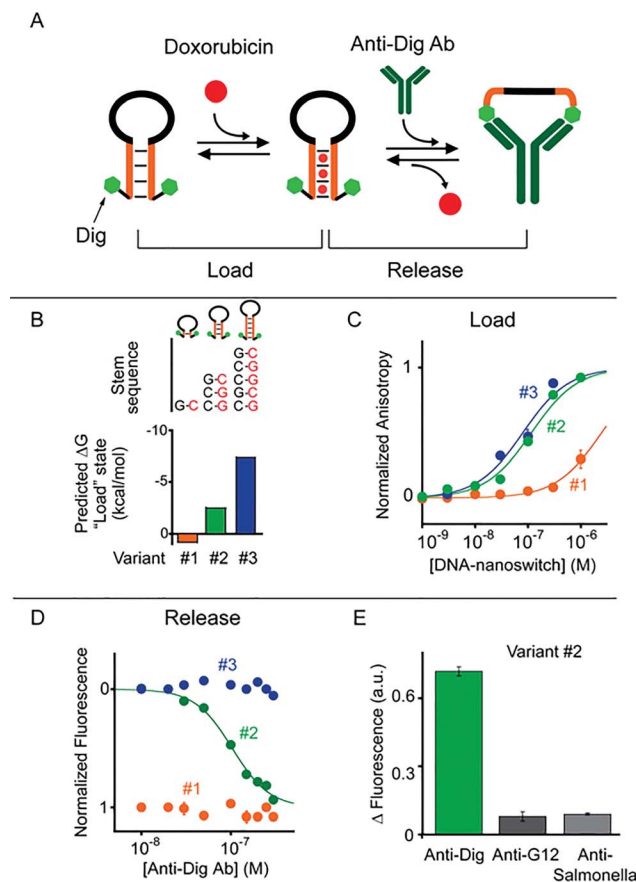 A
Doxorubicin
Anti-Dig Ab
Dig
Load
Release
B
Stem
sequence
G-C
G-C
C-G
G-C
G-C
C-G
G-C
C-G
G-C
Predicted ΔG
"Load" state
(kcal/mol)
-10
-5
0
Variant #1 #2 #3
C
Load
Normalized Anisotropy
1
0
#3
#2
#1
10-9 10-8 10-7 10-6
[DNA-nanoswitch] (M)
D
Release
Normalized Fluorescence
0
1
#3
#2
#1
10-8 10-7
[Anti-Dig Ab] (M)
E
Variant #2
Δ Fluorescence (a.u.)
0.6
0.3
0
Anti-Dig Anti-G12 Anti-
Salmonella